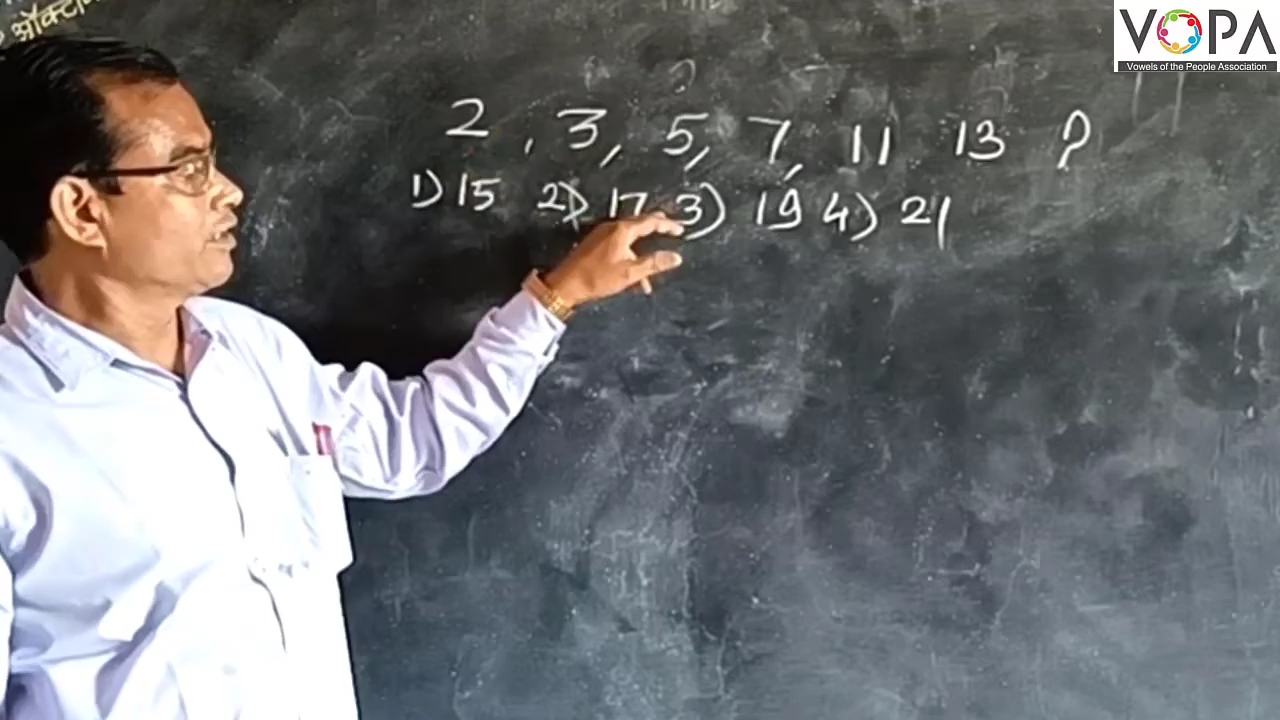 ऑक्टो
VOPA
Vowels of the People Association
2, 3, 5, 7, 11 13 ?
1) 15 2) 17 3) 19 4) 21